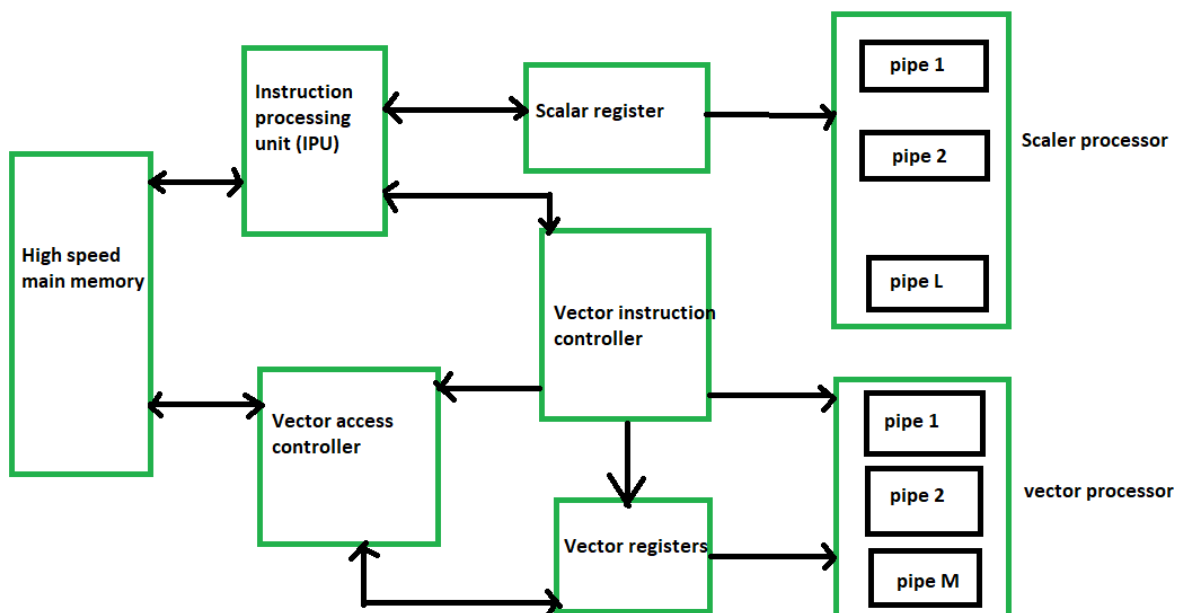 Instruction
processing
unit (IPU)
Scalar register
pipe 1
pipe 2
pipe L
Scaler processor
High speed
main memory
Vector instruction
controller
Vector access
controller
Vector registers
pipe 1
pipe 2
pipe M
vector processor